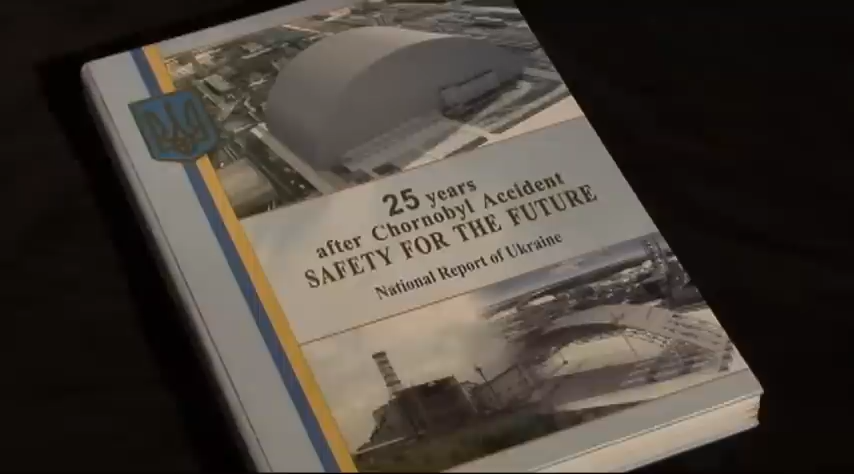 25 years
after Chornobyl Accident
SAFETY FOR THE FUTURE
National Report of Ukraine